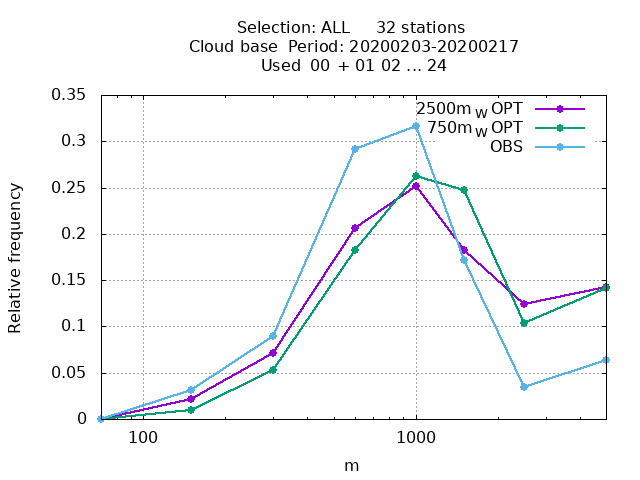 Selection: ALL 32 stations
Cloud base Period: 20200203-20200217
Used 00 + 01 02 ... 24
0.35
0.3
0.25
0.2
0.15
0.1
0.05
0
Relative frequency
2500m W OPT
750m W OPT
OBS
100 1000
m